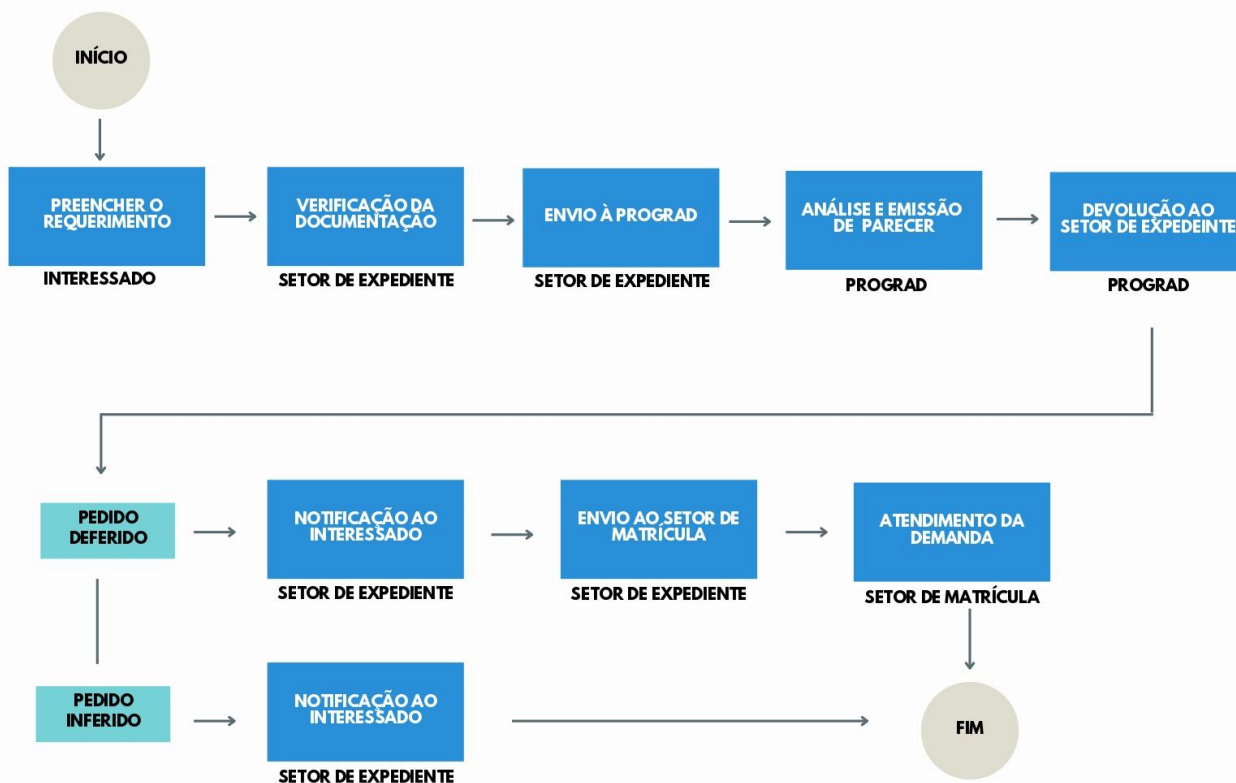 INÍCIO
PREENCHER O
REQUERIMENTO
INTERESSADO
VERIFICAÇÃO DA
DOCUMENTAÇÃO
SETOR DE EXPEDIENTE
ENVIO À PROGRAD
SETOR DE EXPEDIENTE
ANÁLISE E EMISSÃO
DE PARECER
PROGRAD
DEVOLUÇÃO AO
SETOR DE EXPEDEINTE
PROGRAD
PEDIDO
DEFERIDO
NOTIFICAÇÃO AO
INTERESSADO
SETOR DE EXPEDIENTE
ENVIO AO SETOR DE
MATRÍCULA
SETOR DE EXPEDIENTE
ATENDIMENTO DA
DEMANDA
SETOR DE MATRÍCULA
PEDIDO
INFERIDO
NOTIFICAÇÃO AO
INTERESSADO
SETOR DE EXPEDIENTE
FIM